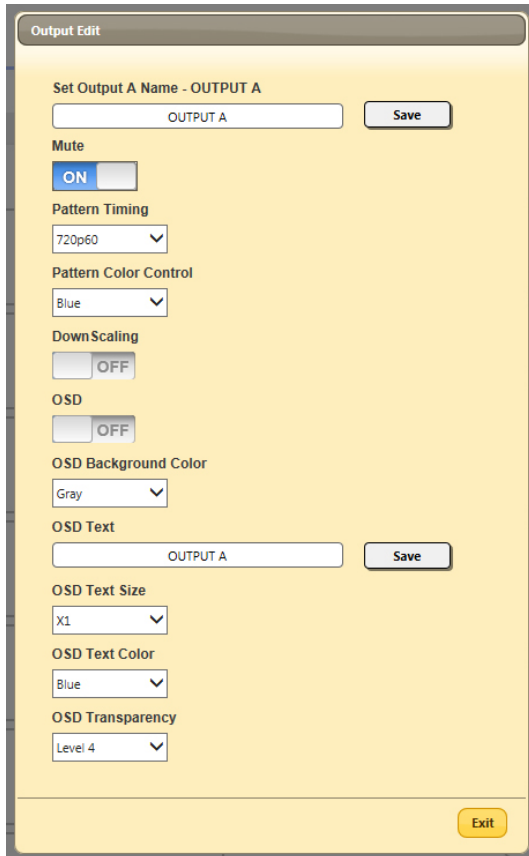 Output Edit
Set Output A Name - OUTPUT A
OUTPUT A Save
Mute
ON
Pattern Timing
720p60
Pattern Color Control
Blue
DownScaling
OFF
OSD
OFF
OSD Background Color
Gray
OSD Text
OUTPUT A Save
OSD Text Size
X1
OSD Text Color
Blue
OSD Transparency
Level 4
Exit